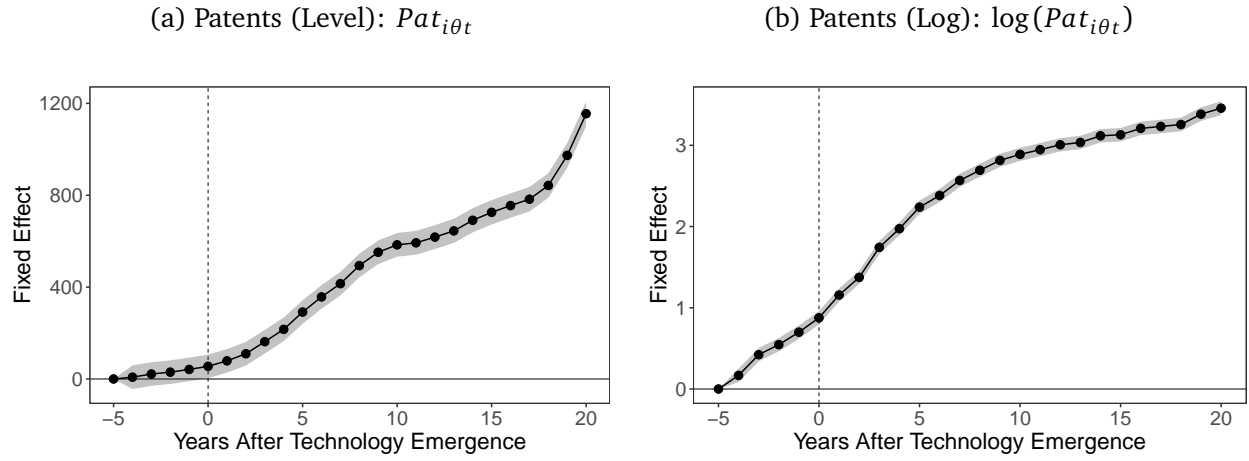 (a) Patents (Level): Pat_{iθt}
(b) Patents (Log): log(Pat_{iθt})
1200
800
400
0
Fixed Effect
−5 0 5 10 15 20
Years After Technology Emergence
3
2
1
0
Fixed Effect
−5 0 5 10 15 20
Years After Technology Emergence